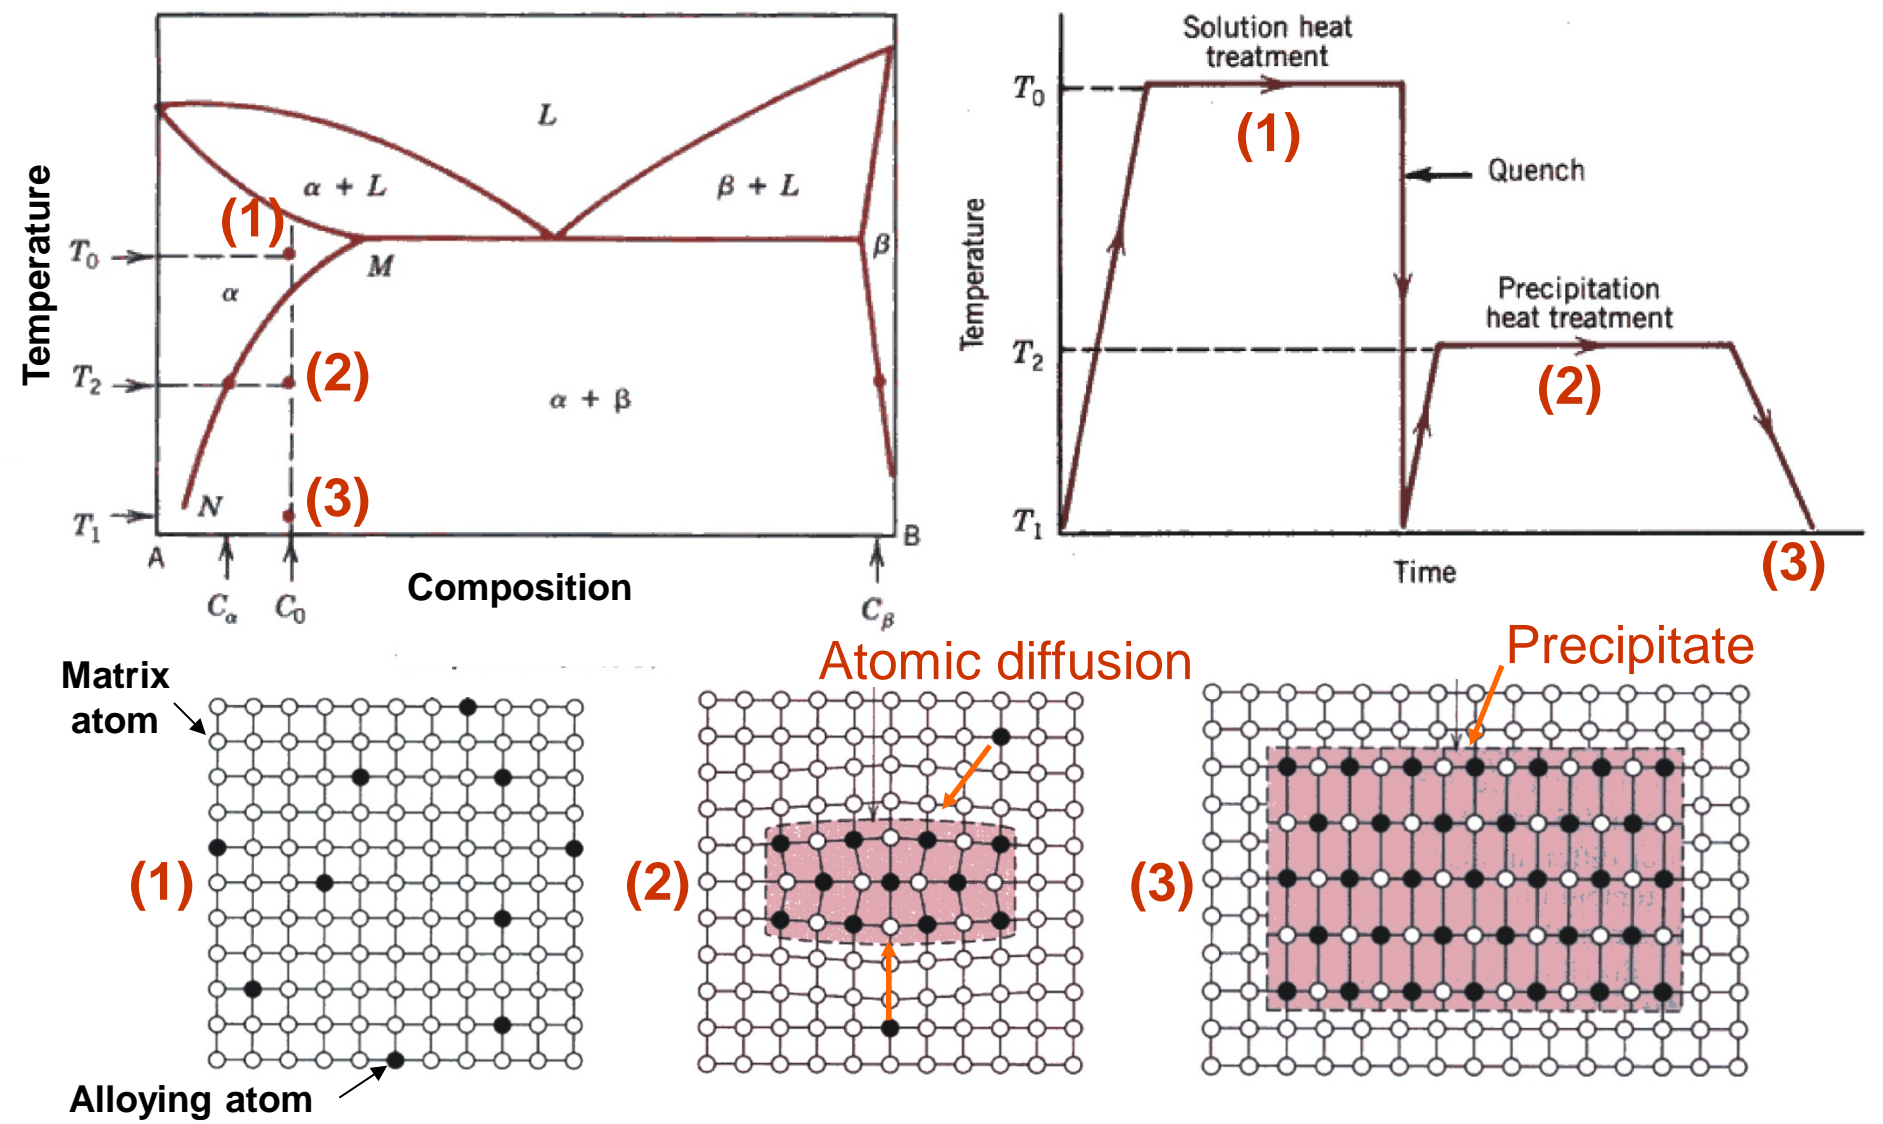 L
α + L
β + L
(1)
T₀
M
β
α
Temperature
T₂
(2)
α + β
N
(3)
T₁
A
B
Composition
Cα
C₀
Cβ
Solution heat
treatment
T₀
(1)
Quench
Temperature
Precipitation
heat treatment
T₂
(2)
T₁
Time
(3)
Matrix
atom
(1)
Alloying atom
Atomic diffusion
(2)
Precipitate
(3)